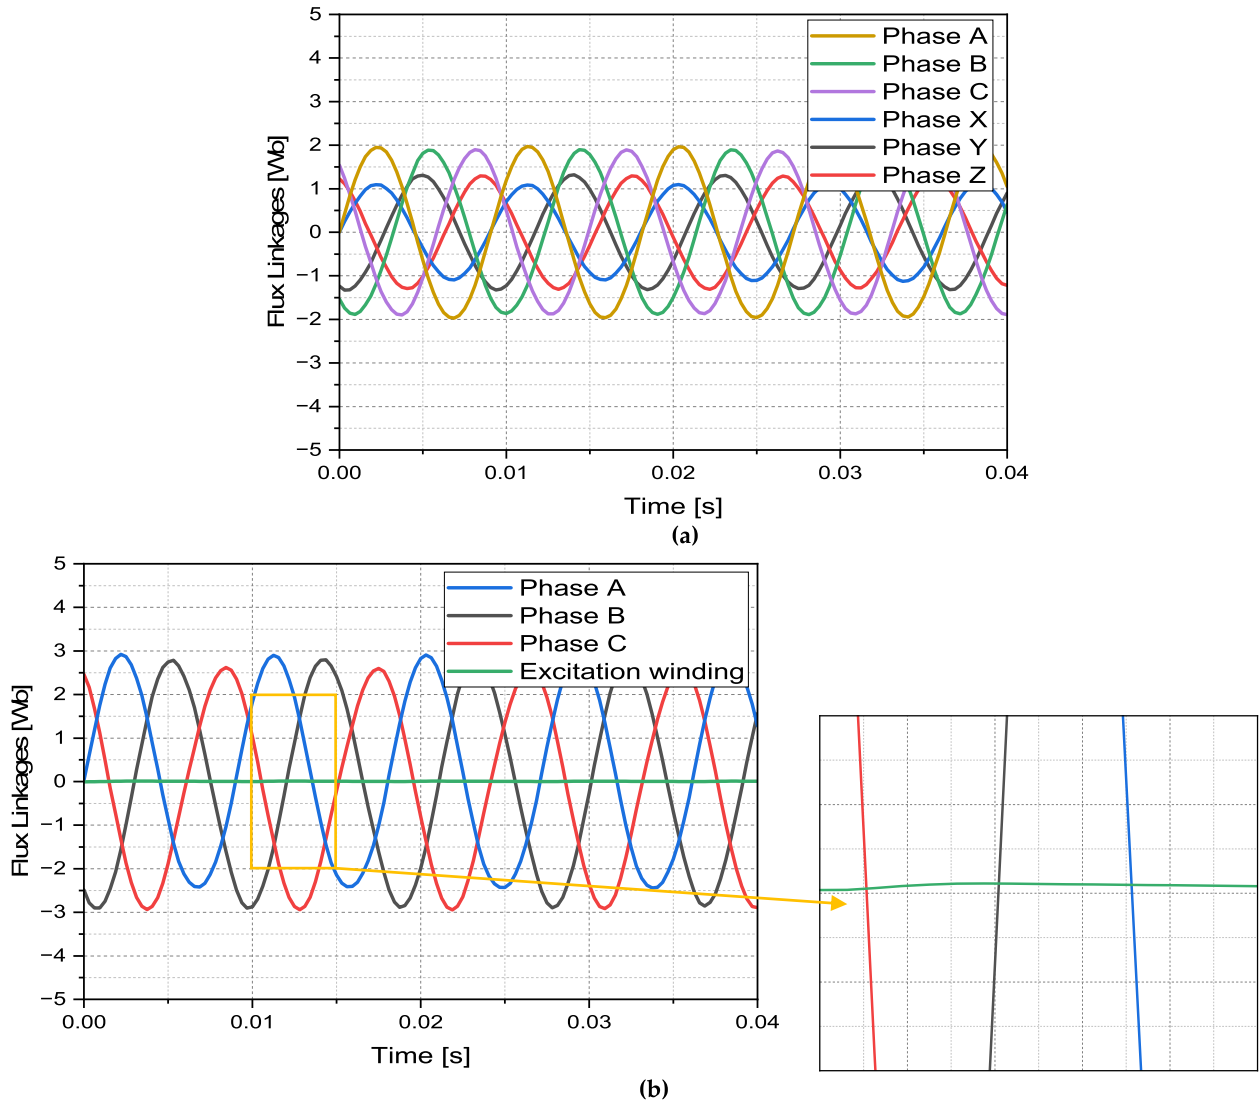 5
4
3
2
1
0
−1
−2
−3
−4
−5
Flux Linkages [Wb]
Phase A
Phase B
Phase C
Phase X
Phase Y
Phase Z
0.00 0.01 0.02 0.03 0.04
Time [s]
(a)
5
4
3
2
1
0
−1
−2
−3
−4
−5
Flux Linkages [Wb]
Phase A
Phase B
Phase C
Excitation winding
0.00 0.01 0.02 0.03 0.04
Time [s]
(b)